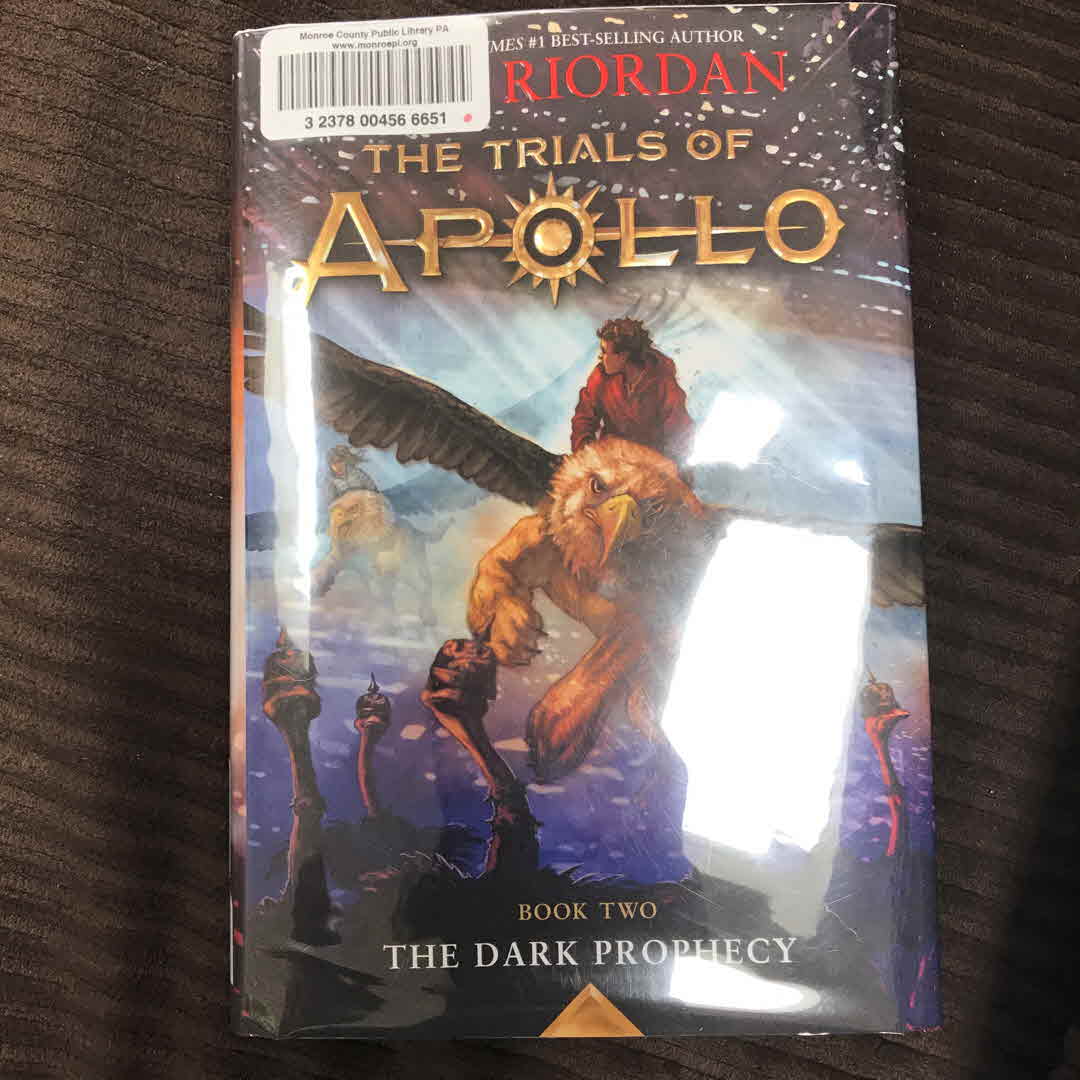 Monroe County Public Library PA
www.monroepl.org
3 2378 00456 6651
TIMES #1 BEST-SELLING AUTHOR
RIORDAN
THE TRIALS OF
APOLLO
BOOK TWO
THE DARK PROPHECY